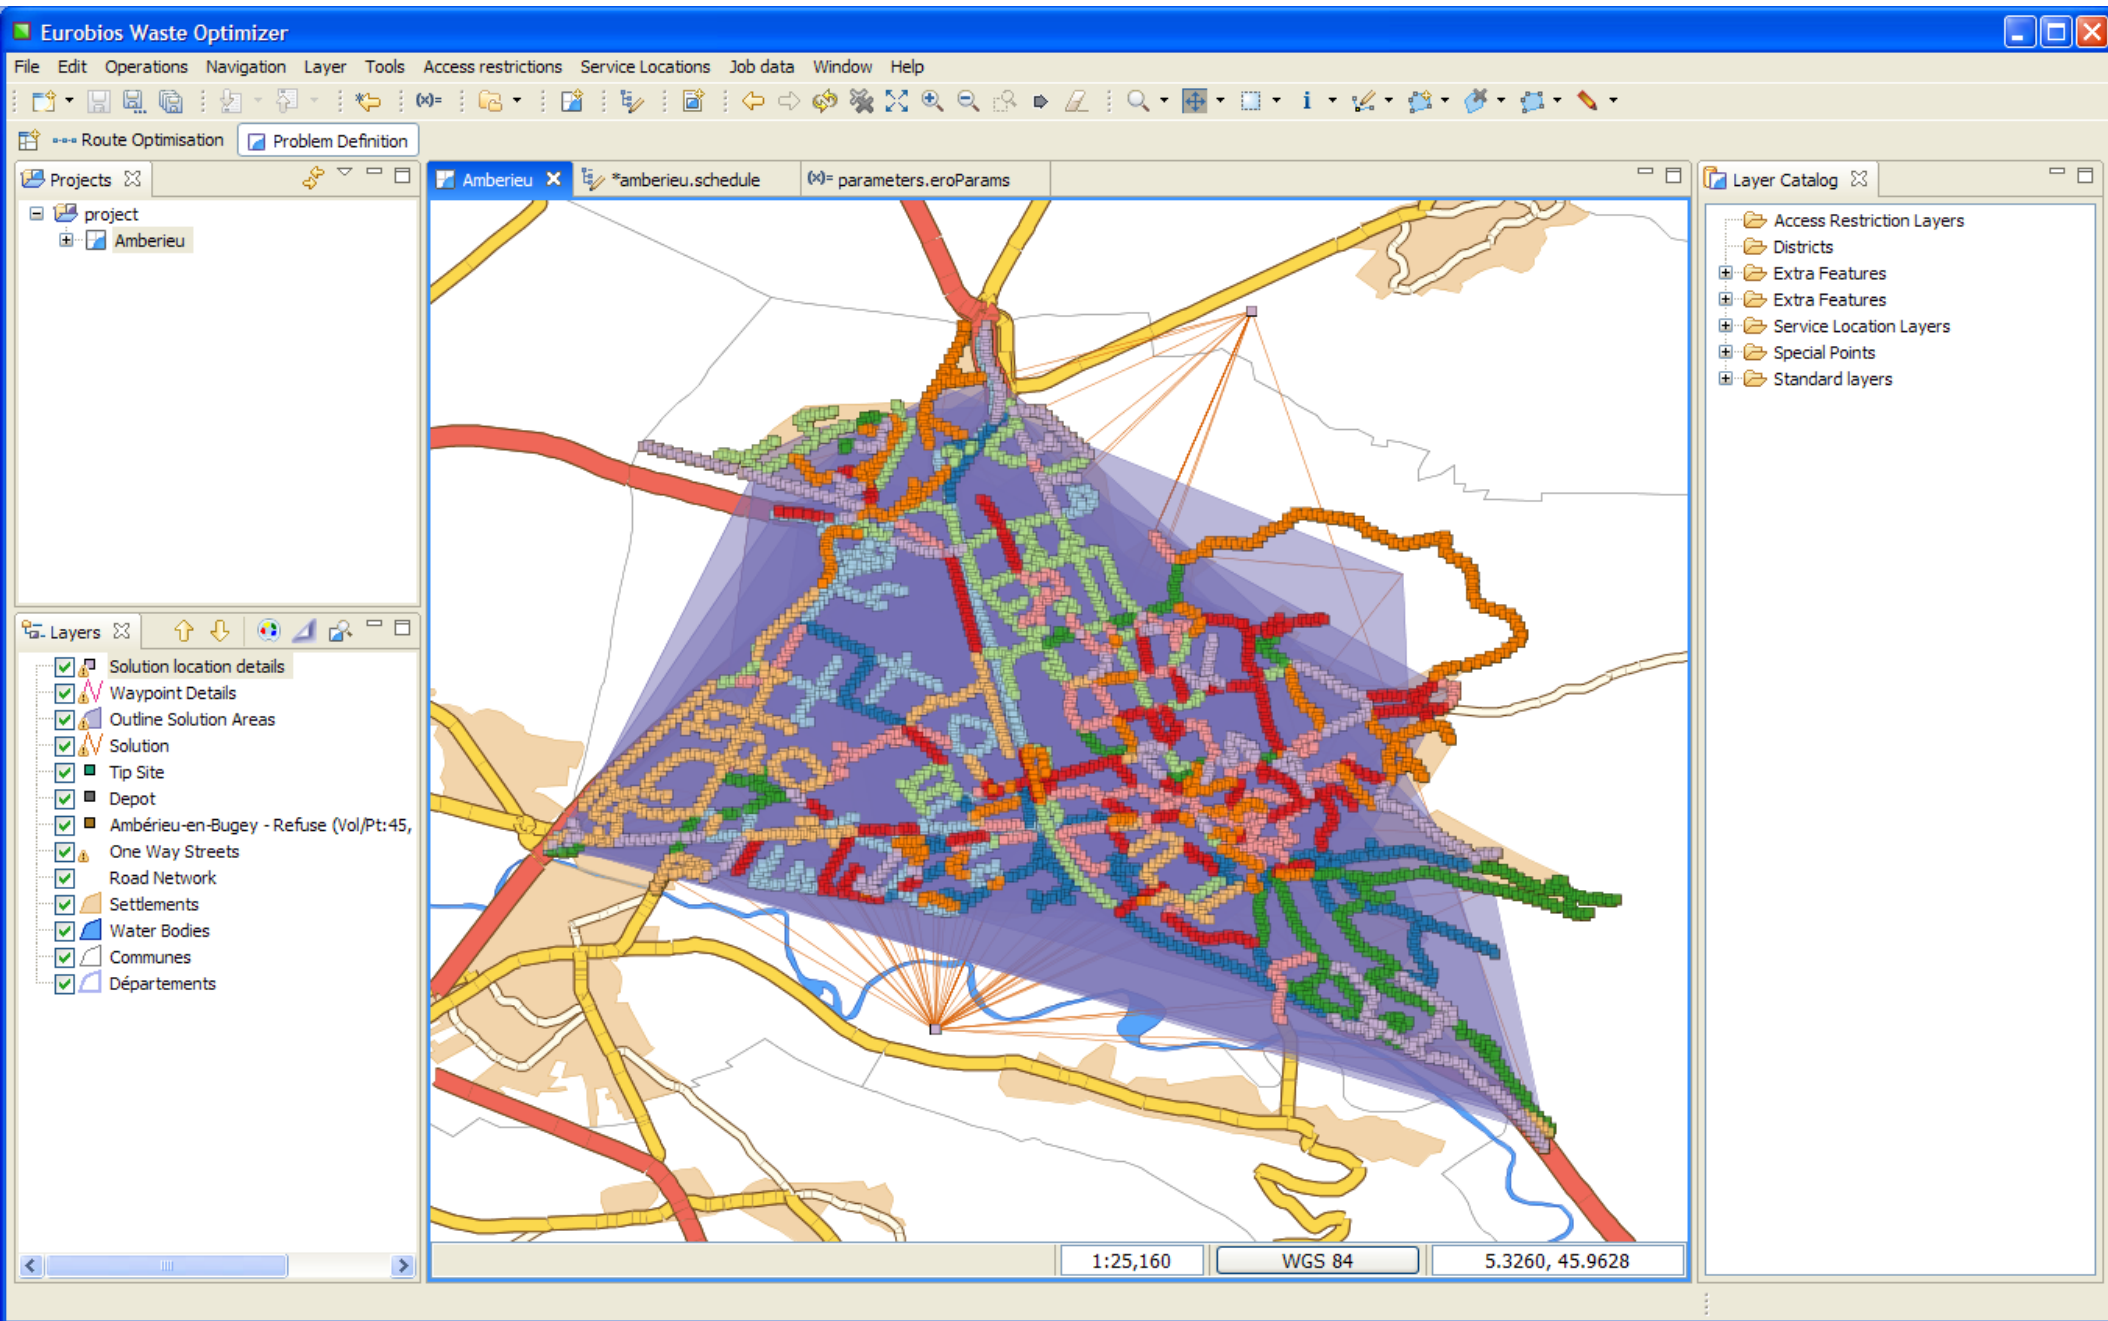 Eurobios Waste Optimizer
File Edit Operations Navigation Layer Tools Access restrictions Service Locations Job data Window Help
(x)=
Route Optimisation Problem Definition
Projects
project
Amberieu
Amberieu *amberieu.schedule (x)= parameters.eroParams
Layer Catalog
Access Restriction Layers
Districts
Extra Features
Extra Features
Service Location Layers
Special Points
Standard layers
Layers
Solution location details
Waypoint Details
Outline Solution Areas
Solution
Tip Site
Depot
Ambérieu-en-Bugey - Refuse (Vol/Pt:45,
One Way Streets
Road Network
Settlements
Water Bodies
Communes
Départements
1:25,160 WGS 84 5.3260, 45.9628